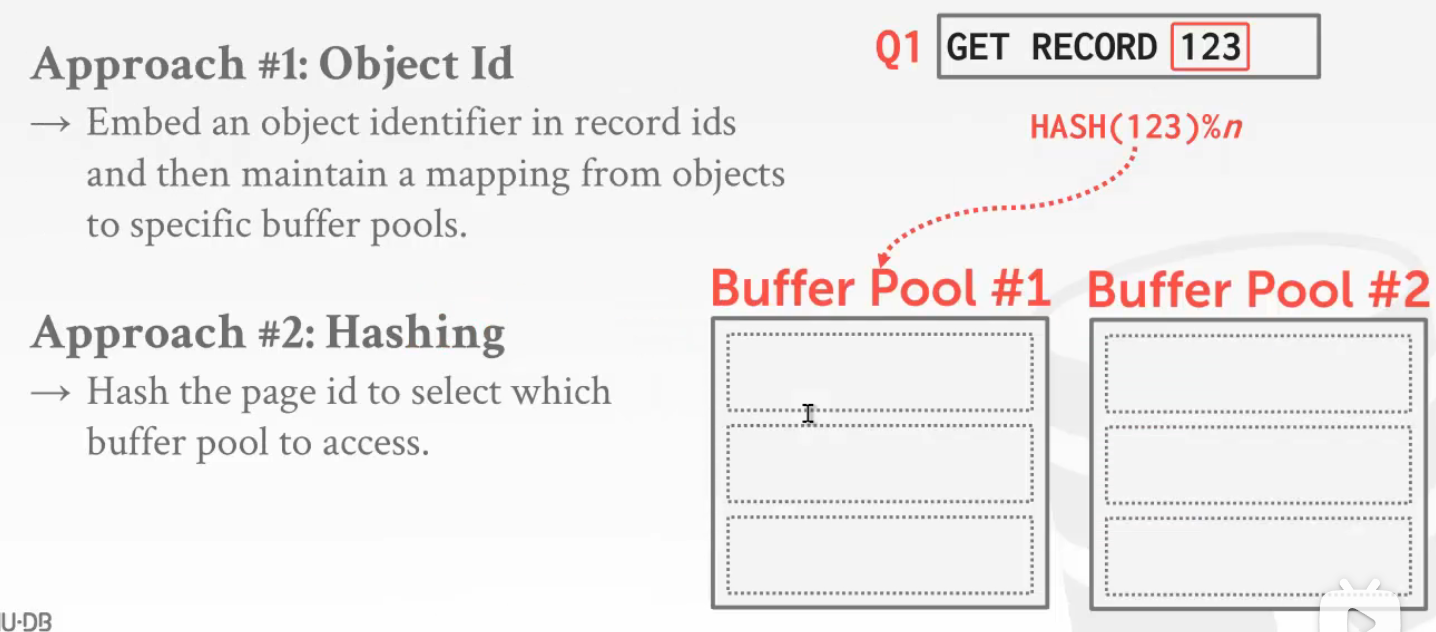 Approach #1: Object Id
→ Embed an object identifier in record ids
and then maintain a mapping from objects
to specific buffer pools.
Approach #2: Hashing
→ Hash the page id to select which
buffer pool to access.
Q1 GET RECORD 123
HASH(123)%n
Buffer Pool #1
Buffer Pool #2
U·DB